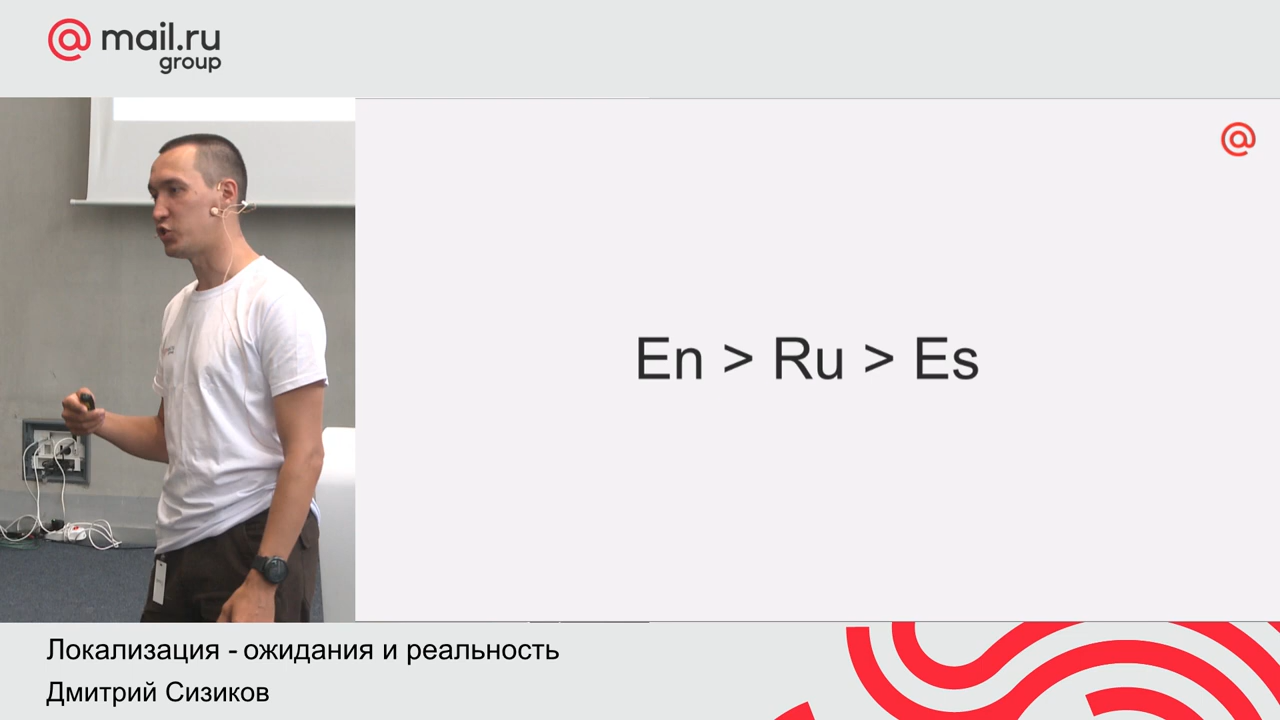 @ mail.ru
group
@
En > Ru > Es
Локализация - ожидания и реальность
Дмитрий Сизиков